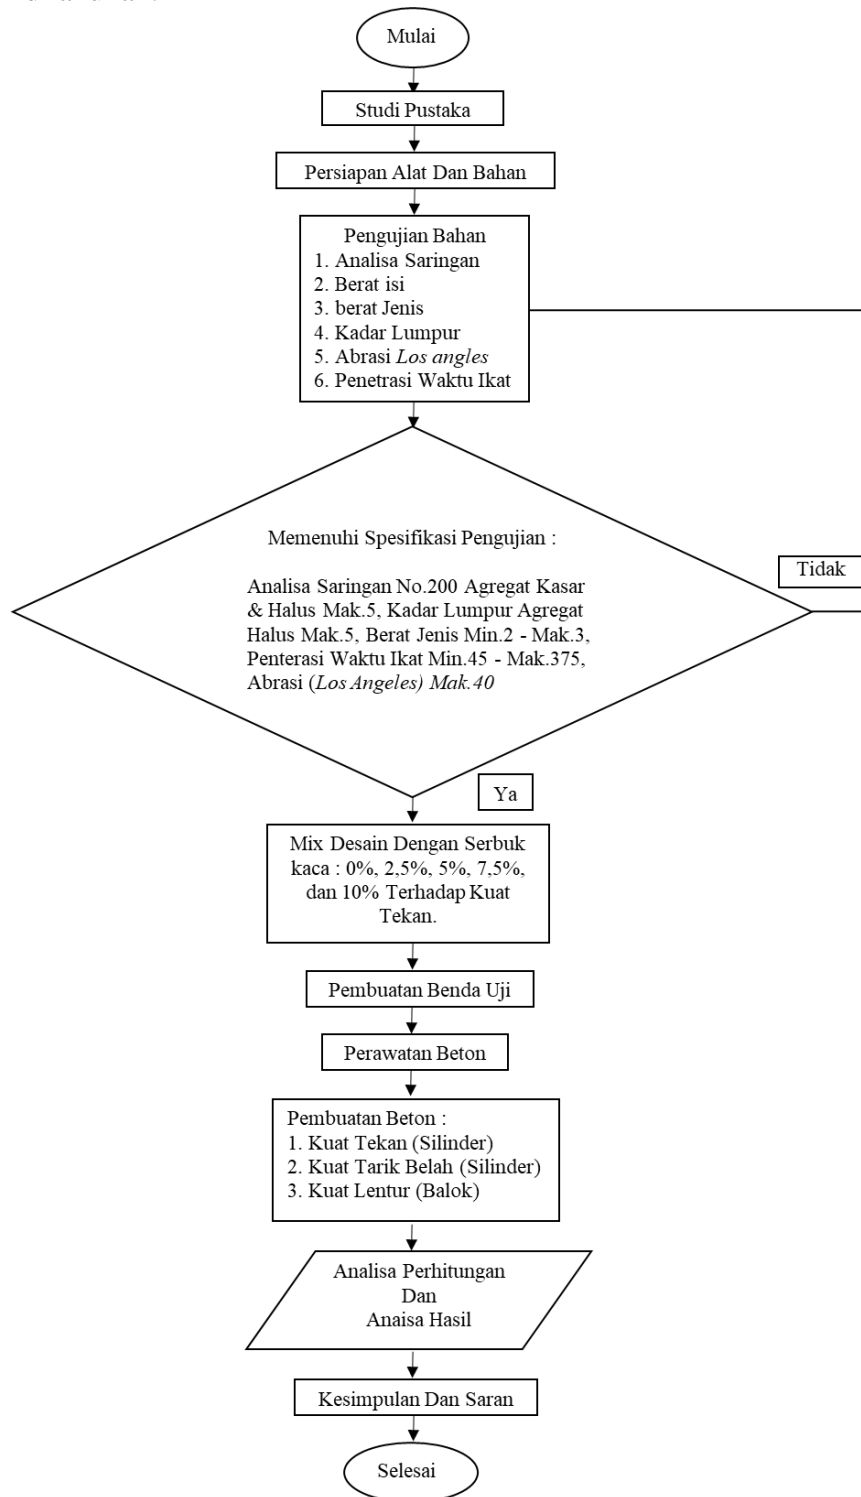 Mulai
Studi Pustaka
Persiapan Alat Dan Bahan
Pengujian Bahan
1. Analisa Saringan
2. Berat isi
3. berat Jenis
4. Kadar Lumpur
5. Abrasi Los angles
6. Penetrasi Waktu Ikat
Memenuhi Spesifikasi Pengujian :
Analisa Saringan No.200 Agregat Kasar
& Halus Mak.5, Kadar Lumpur Agregat
Halus Mak.5, Berat Jenis Min.2 - Mak.3,
Penterasi Waktu Ikat Min.45 - Mak.375,
Abrasi (Los Angeles) Mak.40
Tidak
Ya
Mix Desain Dengan Serbuk
kaca : 0%, 2,5%, 5%, 7,5%,
dan 10% Terhadap Kuat
Tekan.
Pembuatan Benda Uji
Perawatan Beton
Pembuatan Beton :
1. Kuat Tekan (Silinder)
2. Kuat Tarik Belah (Silinder)
3. Kuat Lentur (Balok)
Analisa Perhitungan
Dan
Anaisa Hasil
Kesimpulan Dan Saran
Selesai